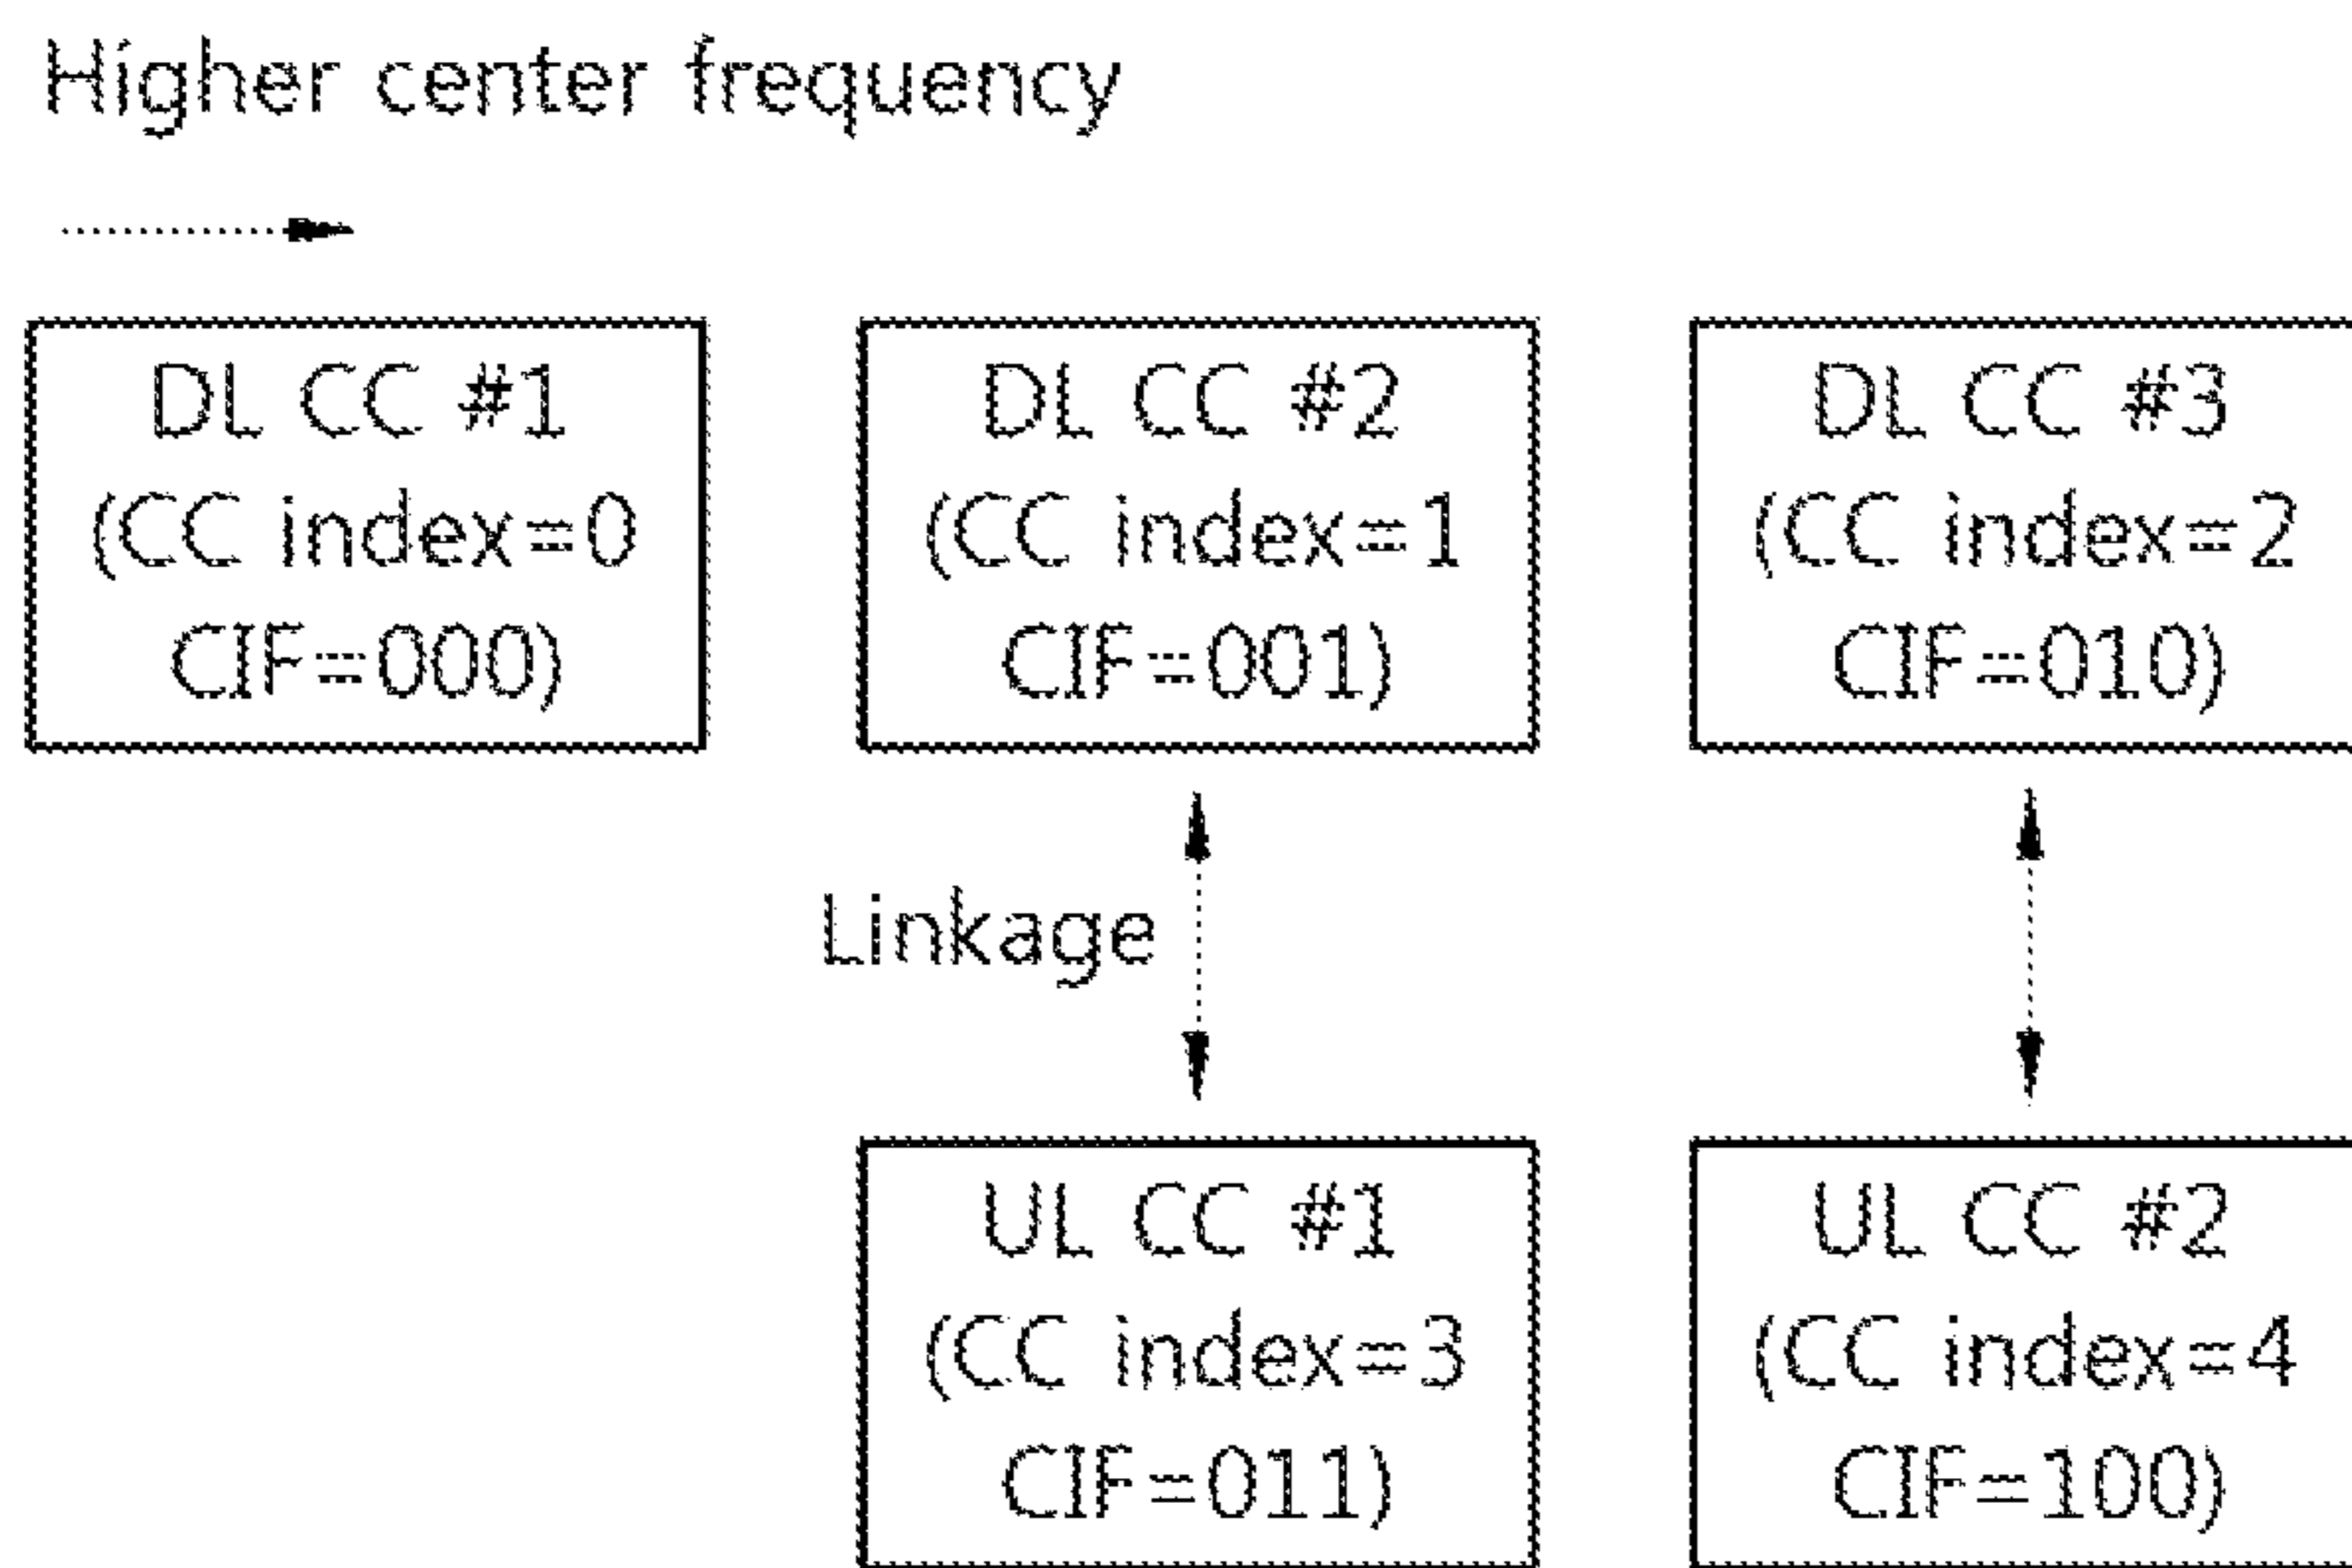 Higher center frequency
DL CC #1
(CC index=0
CIF=000)
DL CC #2
(CC index=1
CIF=001)
DL CC #3
(CC index=2
CIF=010)
Linkage
UL CC #1
(CC index=3
CIF=011)
UL CC #2
(CC index=4
CIF=100)